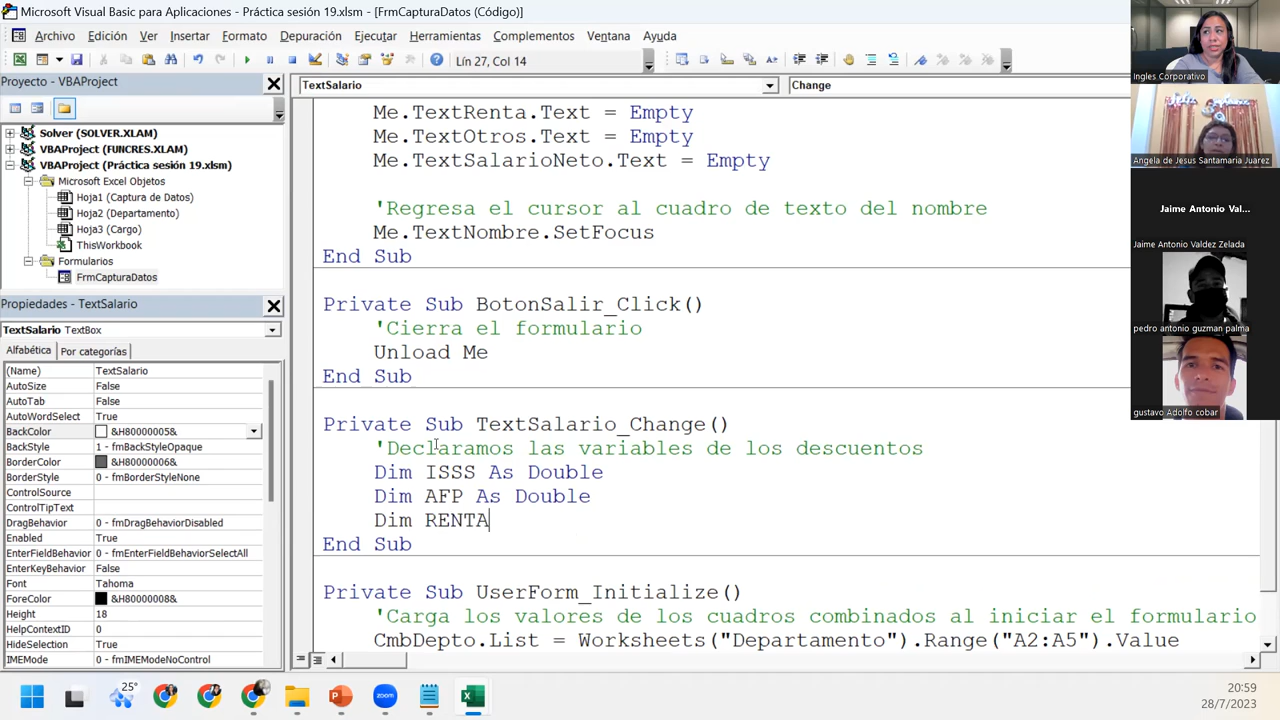 Microsoft Visual Basic para Aplicaciones - Práctica sesión 19.xlsm - [FrmCapturaDatos (Código)]
Archivo Edición Ver Insertar Formato Depuración Ejecutar Herramientas Complementos Ventana Ayuda
Lín 27, Col 14
Proyecto - VBAProject
Solver (SOLVER.XLAM)
VBAProject (FUNCRES.XLAM)
VBAProject (Práctica sesión 19.xlsm)
Microsoft Excel Objetos
Hoja1 (Captura de Datos)
Hoja2 (Departamento)
Hoja3 (Cargo)
ThisWorkbook
Formularios
FrmCapturaDatos
Propiedades - TextSalario
TextSalario TextBox
Alfabética Por categorías
(Name) TextSalario
AutoSize False
AutoTab False
AutoWordSelect True
BackColor &H80000005&
BackStyle 1 - fmBackStyleOpaque
BorderColor &H80000006&
BorderStyle 0 - fmBorderStyleNone
ControlSource
ControlTipText
DragBehavior 0 - fmDragBehaviorDisabled
Enabled True
EnterFieldBehavior 0 - fmEnterFieldBehaviorSelectAll
EnterKeyBehavior False
Font Tahoma
ForeColor &H80000008&
Height 18
HelpContextID 0
HideSelection True
IMEMode 0 - fmIMEModeNoControl
TextSalario Change
Me.TextRenta.Text = Empty
Me.TextOtros.Text = Empty
Me.TextSalarioNeto.Text = Empty
'Regresa el cursor al cuadro de texto del nombre
Me.TextNombre.SetFocus
End Sub
Private Sub BotonSalir_Click()
'Cierra el formulario
Unload Me
End Sub
Private Sub TextSalario_Change()
'Declaramos las variables de los descuentos
Dim ISSS As Double
Dim AFP As Double
Dim RENTA
End Sub
Private Sub UserForm_Initialize()
'Carga los valores de los cuadros combinados al iniciar el formulario
CmbDepto.List = Worksheets("Departamento").Range("A2:A5").Value
Ingles Corporativo
Angela de Jesus Santamaria Juarez
Jaime Antonio Val...
Jaime Antonio Valdez Zelada
pedro antonio guzman palma
gustavo Adolfo cobar
25°
zoom
20:59
28/7/2023